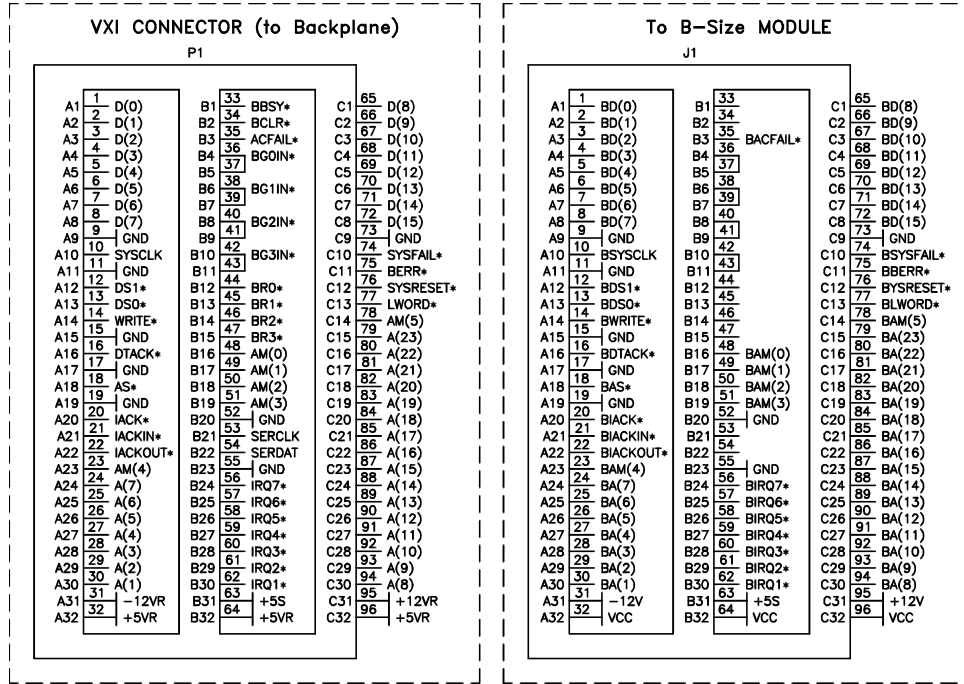 VXI CONNECTOR (to Backplane)
P1
A1 1 D(0) B1 33 BBSY* C1 65 D(8)
A2 2 D(1) B2 34 BCLR* C2 66 D(9)
A3 3 D(2) B3 35 ACFAIL* C3 67 D(10)
A4 4 D(3) B4 36 BG0IN* C4 68 D(11)
A5 5 D(4) B5 37 C5 69 D(12)
A6 6 D(5) B6 38 BG1IN* C6 70 D(13)
A7 7 D(6) B7 39 C7 71 D(14)
A8 8 D(7) B8 40 BG2IN* C8 72 D(15)
A9 9 GND B9 41 C9 73 GND
A10 10 SYSCLK B10 42 BG3IN* C10 74 SYSFAIL*
A11 11 GND B11 43 C11 75 BERR*
A12 12 DS1* B12 44 BR0* C12 76 SYSRESET*
A13 13 DS0* B13 45 BR1* C13 77 LWORD*
A14 14 WRITE* B14 46 BR2* C14 78 AM(5)
A15 15 GND B15 47 BR3* C15 79 A(23)
A16 16 DTACK* B16 48 AM(0) C16 80 A(22)
A17 17 GND B17 49 AM(1) C17 81 A(21)
A18 18 AS* B18 50 AM(2) C18 82 A(20)
A19 19 GND B19 51 AM(3) C19 83 A(19)
A20 20 IACK* B20 52 GND C20 84 A(18)
A21 21 IACKIN* B21 53 SERCLK C21 85 A(17)
A22 22 IACKOUT* B22 54 SERDAT C22 86 A(16)
A23 23 AM(4) B23 55 GND C23 87 A(15)
A24 24 A(7) B24 56 IRQ7* C24 88 A(14)
A25 25 A(6) B25 57 IRQ6* C25 89 A(13)
A26 26 A(5) B26 58 IRQ5* C26 90 A(12)
A27 27 A(4) B27 59 IRQ4* C27 91 A(11)
A28 28 A(3) B28 60 IRQ3* C28 92 A(10)
A29 29 A(2) B29 61 IRQ2* C29 93 A(9)
A30 30 A(1) B30 62 IRQ1* C30 94 A(8)
A31 31 -12VR B31 63 +5S C31 95 +12VR
A32 32 +5VR B32 64 +5VR C32 96 +5VR
To B-Size MODULE
J1
A1 1 BD(0) B1 33 C1 65 BD(8)
A2 2 BD(1) B2 34 C2 66 BD(9)
A3 3 BD(2) B3 35 BACFAIL* C3 67 BD(10)
A4 4 BD(3) B4 36 C4 68 BD(11)
A5 5 BD(4) B5 37 C5 69 BD(12)
A6 6 BD(5) B6 38 C6 70 BD(13)
A7 7 BD(6) B7 39 C7 71 BD(14)
A8 8 BD(7) B8 40 C8 72 BD(15)
A9 9 GND B9 41 C9 73 GND
A10 10 BSYSCLK B10 42 C10 74 BSYSFAIL*
A11 11 GND B11 43 C11 75 BBERR*
A12 12 BDS1* B12 44 C12 76 BYSRESET*
A13 13 BDS0* B13 45 C13 77 BLWORD*
A14 14 BWRITE* B14 46 C14 78 BAM(5)
A15 15 GND B15 47 C15 79 BA(23)
A16 16 BDTACK* B16 48 BAM(0) C16 80 BA(22)
A17 17 GND B17 49 BAM(1) C17 81 BA(21)
A18 18 BAS* B18 50 BAM(2) C18 82 BA(20)
A19 19 GND B19 51 BAM(3) C19 83 BA(19)
A20 20 BIACK* B20 52 GND C20 84 BA(18)
A21 21 BIACKIN* B21 53 C21 85 BA(17)
A22 22 BIACKOUT* B22 54 C22 86 BA(16)
A23 23 BAM(4) B23 55 GND C23 87 BA(15)
A24 24 BA(7) B24 56 BIRQ7* C24 88 BA(14)
A25 25 BA(6) B25 57 BIRQ6* C25 89 BA(13)
A26 26 BA(5) B26 58 BIRQ5* C26 90 BA(12)
A27 27 BA(4) B27 59 BIRQ4* C27 91 BA(11)
A28 28 BA(3) B28 60 BIRQ3* C28 92 BA(10)
A29 29 BA(2) B29 61 BIRQ2* C29 93 BA(9)
A30 30 BA(1) B30 62 BIRQ1* C30 94 BA(8)
A31 31 -12V B31 63 +5S C31 95 +12V
A32 32 VCC B32 64 VCC C32 96 VCC